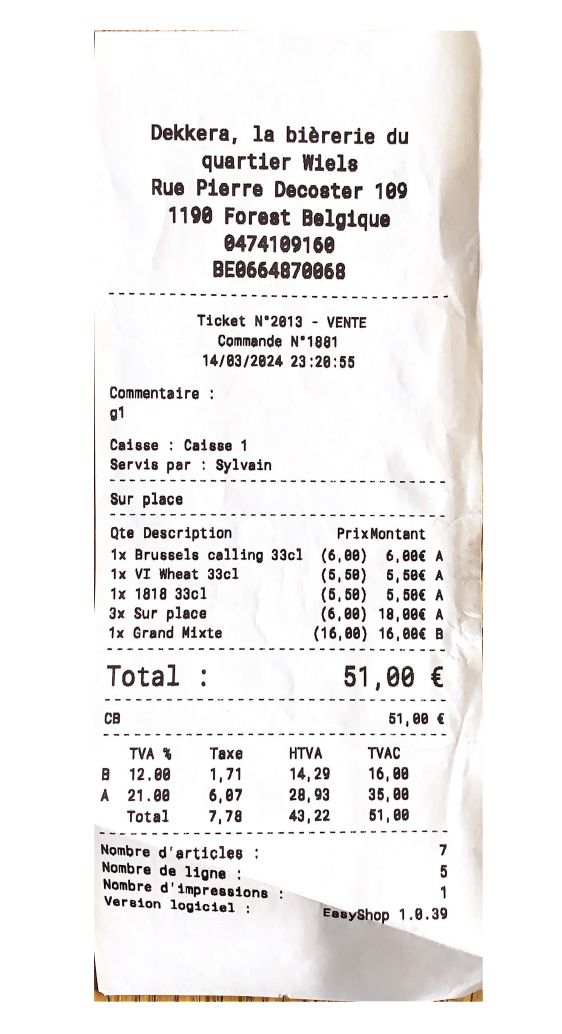 Dekkera, la bièrerie du
quartier Wiels
Rue Pierre Decoster 109
1190 Forest Belgique
0474109160
BE0664870068
Ticket N°2013 - VENTE
Commande N°1881
14/03/2024 23:20:55
Commentaire :
g1
Caisse : Caisse 1
Servis par : Sylvain
Sur place
Qte Description Prix Montant
1x Brussels calling 33cl (6,00) 6,00€ A
1x VI Wheat 33cl (5,50) 5,50€ A
1x 1818 33cl (5,50) 5,50€ A
3x Sur place (6,00) 18,00€ A
1x Grand Mixte (16,00) 16,00€ B
Total : 51,00 €
CB 51,00 €
TVA % Taxe HTVA TVAC
B 12.00 1,71 14,29 16,00
A 21.00 6,07 28,93 35,00
Total 7,78 43,22 51,00
Nombre d'articles : 7
Nombre de ligne : 5
Nombre d'impressions : 1
Version logiciel : EasyShop 1.0.39